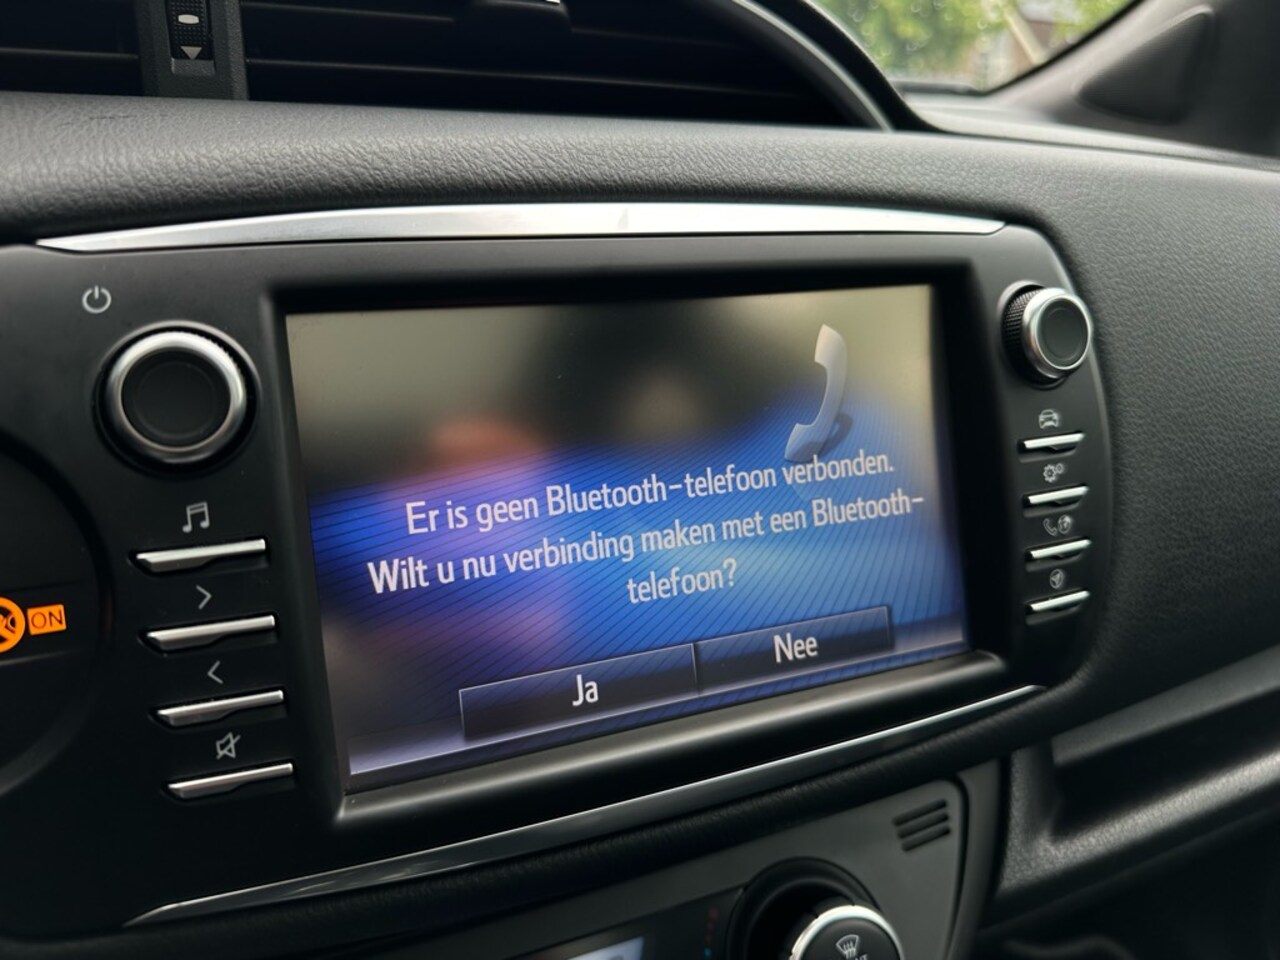 Er is geen Bluetooth-telefoon verbonden.
Wilt u nu verbinding maken met een Bluetooth-
telefoon?
Ja
Nee
ON